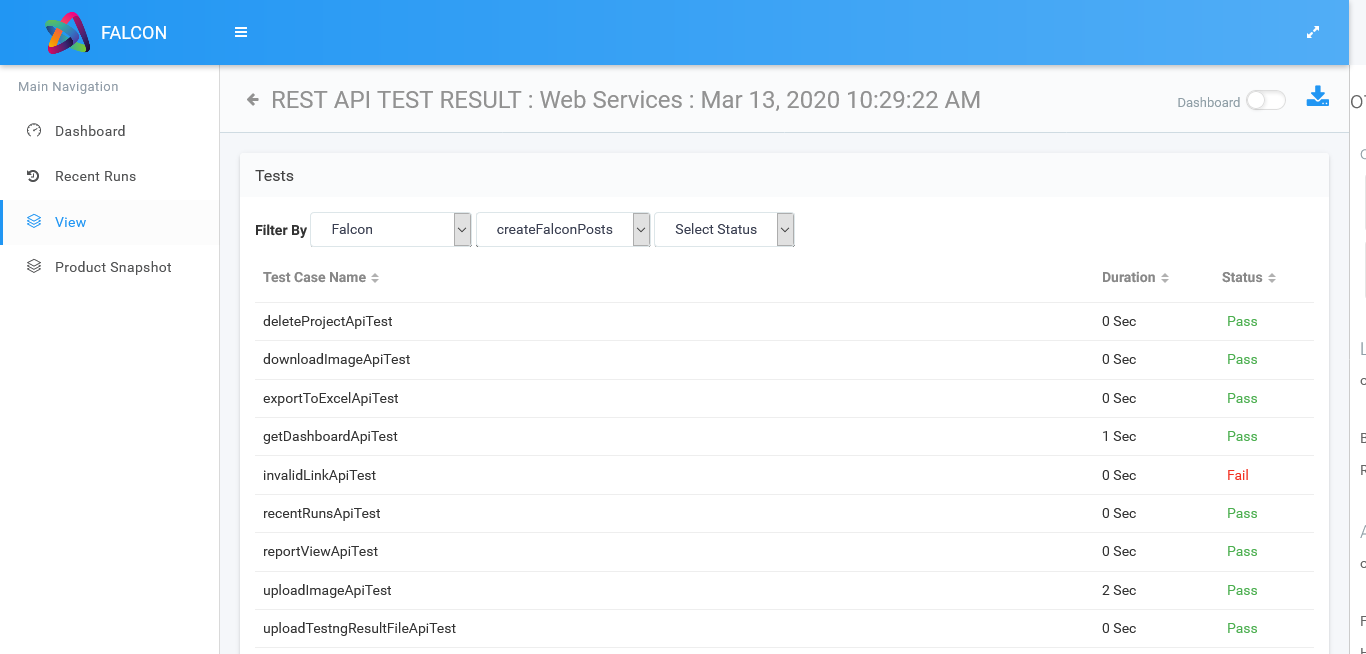 FALCON
Main Navigation
Dashboard
Recent Runs
View
Product Snapshot
REST API TEST RESULT : Web Services : Mar 13, 2020 10:29:22 AM
Dashboard
Tests
Filter By Falcon createFalconPosts Select Status
Test Case Name Duration Status
deleteProjectApiTest 0 Sec Pass
downloadImageApiTest 0 Sec Pass
exportToExcelApiTest 0 Sec Pass
getDashboardApiTest 1 Sec Pass
invalidLinkApiTest 0 Sec Fail
recentRunsApiTest 0 Sec Pass
reportViewApiTest 0 Sec Pass
uploadImageApiTest 2 Sec Pass
uploadTestngResultFileApiTest 0 Sec Pass